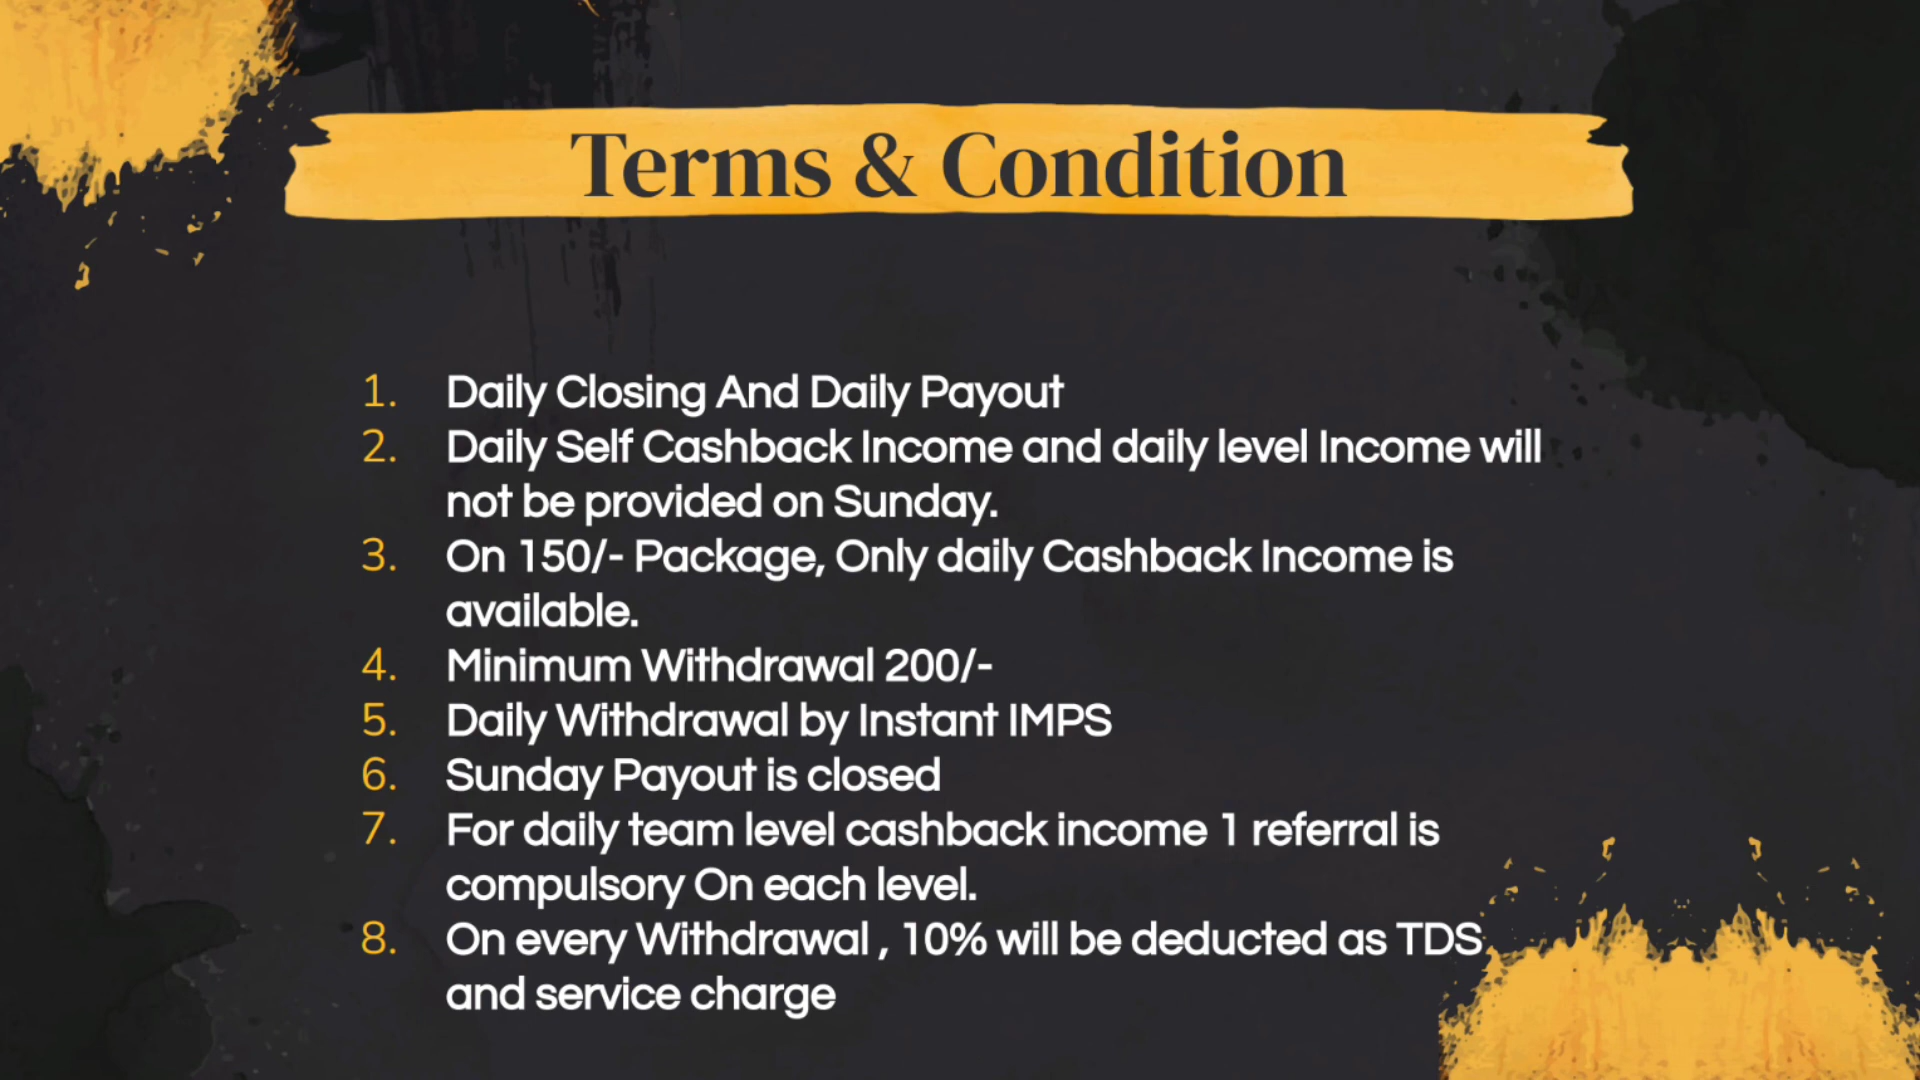 Terms & Condition
1. Daily Closing And Daily Payout
2. Daily Self Cashback Income and daily level Income will
not be provided on Sunday.
3. On 150/- Package, Only daily Cashback Income is
available.
4. Minimum Withdrawal 200/-
5. Daily Withdrawal by Instant IMPS
6. Sunday Payout is closed
7. For daily team level cashback income 1 referral is
compulsory On each level.
8. On every Withdrawal , 10% will be deducted as TDS
and service charge